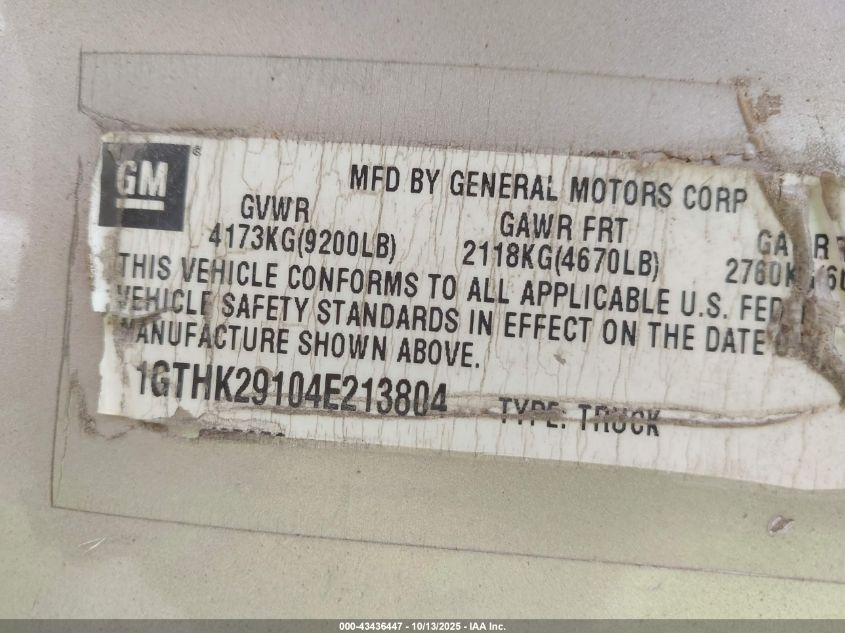 GM ®
MFD BY GENERAL MOTORS CORP
GVWR GAWR FRT
4173KG(9200LB) 2118KG(4670LB)
THIS VEHICLE CONFORMS TO ALL APPLICABLE U.S.
VEHICLE SAFETY STANDARDS IN EFFECT ON THE DATE
MANUFACTURE SHOWN ABOVE.
1GTHK29104E213804 TYPE: TRUCK
000-43436447 - 10/13/2025 - IAA Inc.